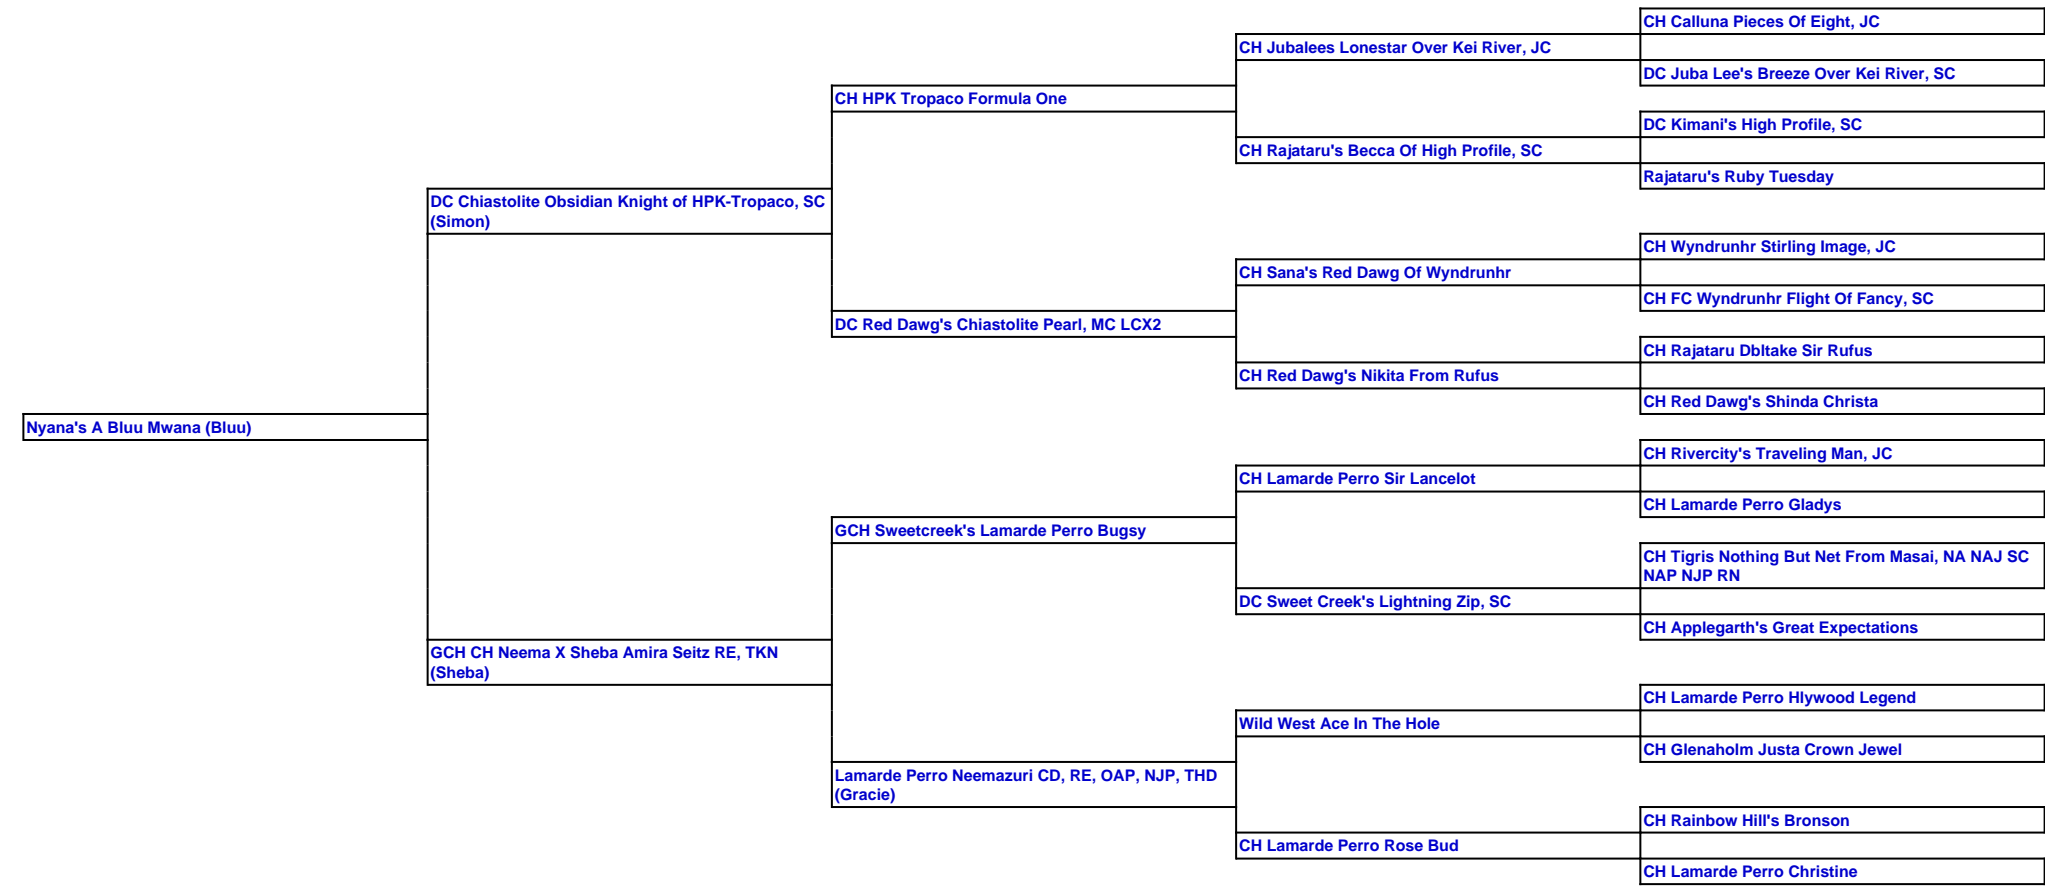 CH Calluna Pieces Of Eight, JC
CH Jubalees Lonestar Over Kei River, JC
DC Juba Lee's Breeze Over Kei River, SC
CH HPK Tropaco Formula One
DC Kimani's High Profile, SC
CH Rajataru's Becca Of High Profile, SC
Rajataru's Ruby Tuesday
DC Chiastolite Obsidian Knight of HPK-Tropaco, SC
(Simon)
CH Wyndrunhr Stirling Image, JC
CH Sana's Red Dawg Of Wyndrunhr
CH FC Wyndrunhr Flight Of Fancy, SC
DC Red Dawg's Chiastolite Pearl, MC LCX2
CH Rajataru Dbltake Sir Rufus
CH Red Dawg's Nikita From Rufus
CH Red Dawg's Shinda Christa
Nyana's A Bluu Mwana (Bluu)
CH Rivercity's Traveling Man, JC
CH Lamarde Perro Sir Lancelot
CH Lamarde Perro Gladys
GCH Sweetcreek's Lamarde Perro Bugsy
CH Tigris Nothing But Net From Masai, NA NAJ SC
NAP NJP RN
DC Sweet Creek's Lightning Zip, SC
CH Applegarth's Great Expectations
GCH CH Neema X Sheba Amira Seitz RE, TKN
(Sheba)
CH Lamarde Perro Hlywood Legend
Wild West Ace In The Hole
CH Glenaholm Justa Crown Jewel
Lamarde Perro Neemazuri CD, RE, OAP, NJP, THD
(Gracie)
CH Rainbow Hill's Bronson
CH Lamarde Perro Rose Bud
CH Lamarde Perro Christine